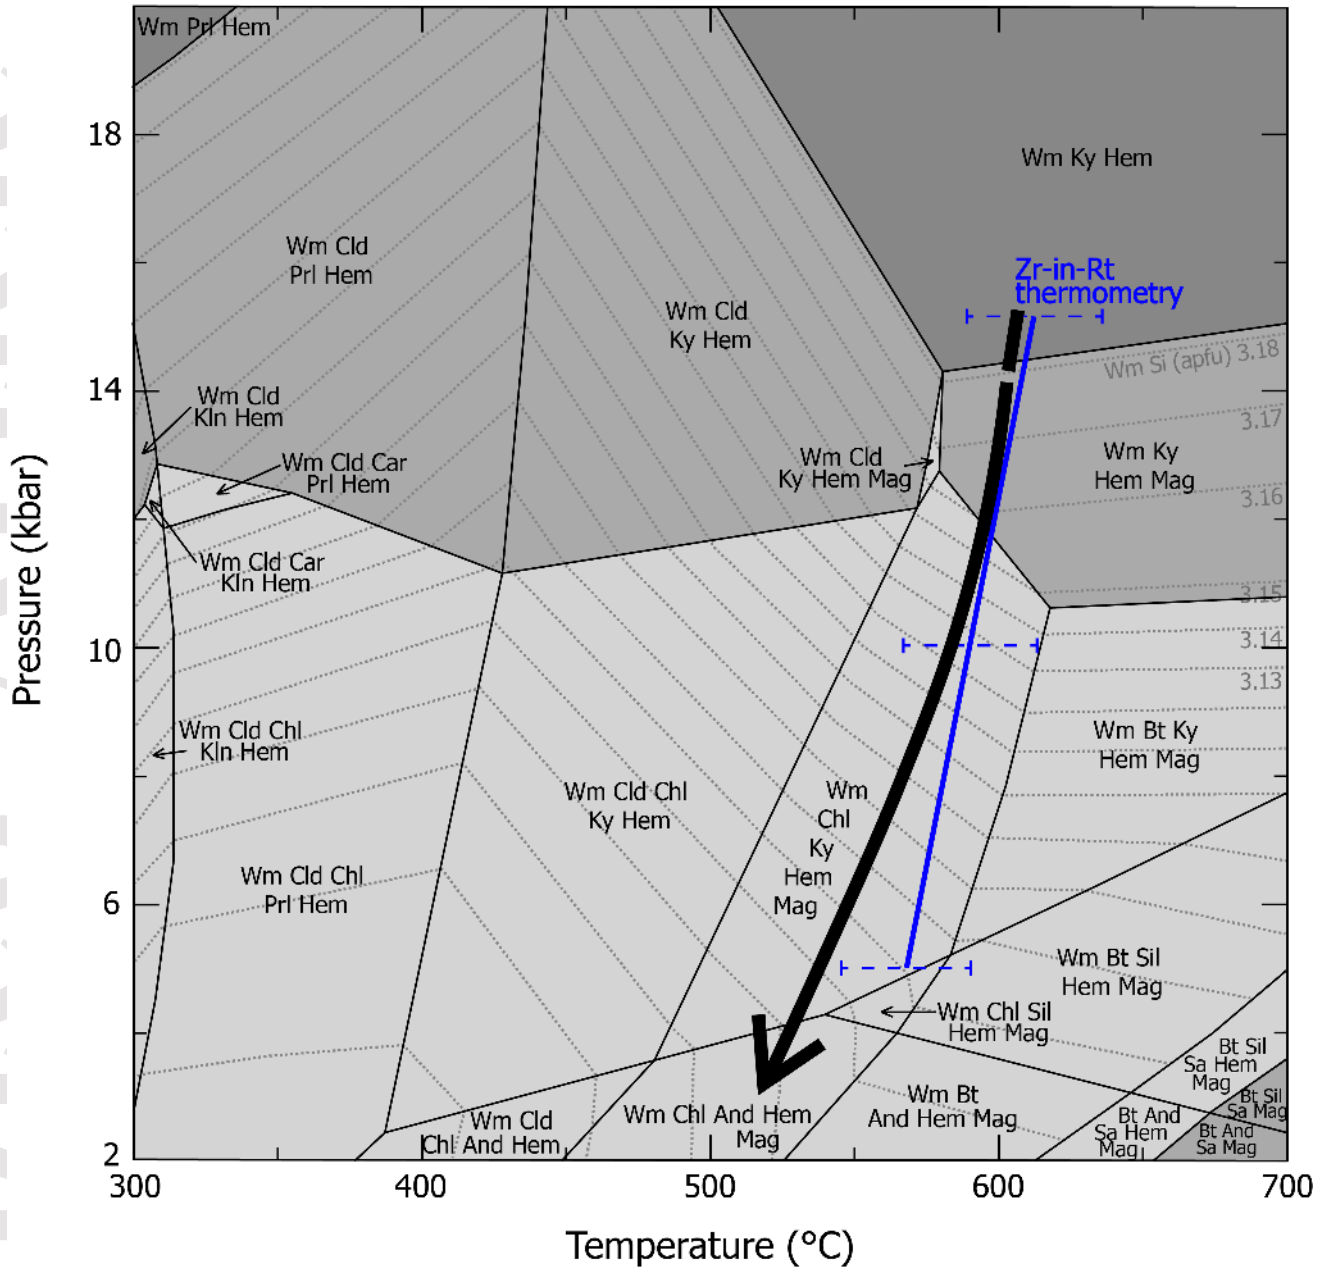 Wm Prl Hem
18
Wm Ky Hem
Wm Cld
Prl Hem
Zr-in-Rt
thermometry
Wm Cld
Ky Hem
Wm Si (apfu) 3.18
14
Wm Cld
Kln Hem
3.17
Wm Cld Car
Prl Hem
Wm Cld
Ky Hem Mag
Wm Ky
Hem Mag
3.16
Wm Cld Car
Kln Hem
3.15
10
3.14
3.13
Wm Cld Chl
Kln Hem
Wm Bt Ky
Hem Mag
Wm Cld Chl
Ky Hem
Wm
Chl
Ky
Hem
Mag
Wm Cld Chl
Prl Hem
6
Wm Bt Sil
Hem Mag
Wm Chl Sil
Hem Mag
Bt Sil
Sa Hem
Mag
Bt Sil
Sa Mag
Wm Cld
Chl And Hem
Wm Chl And Hem
Mag
Wm Bt
And Hem Mag
Bt And
Sa Hem
Mag
Bt And
Sa Mag
2
300
400
500
600
700
Temperature (°C)
Pressure (kbar)